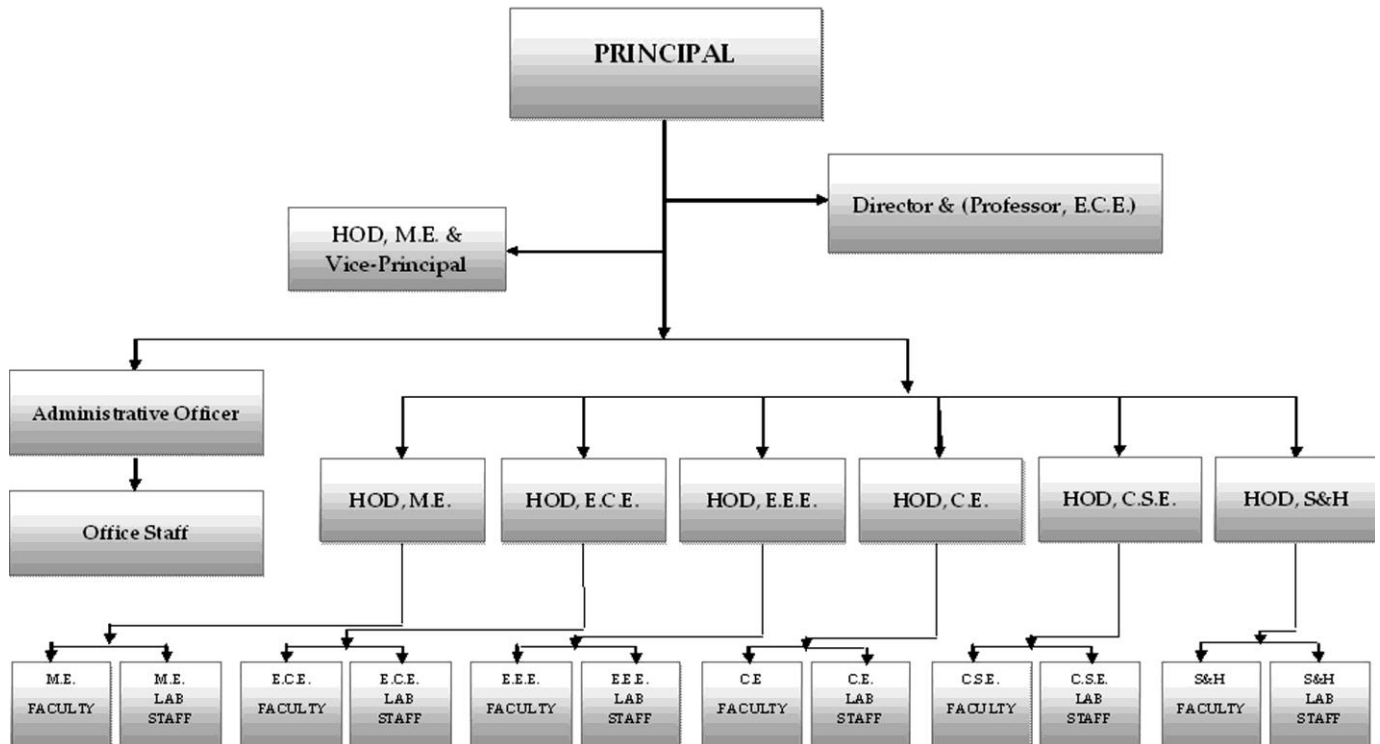 PRINCIPAL
Director & (Professor, E.C.E.)
HOD, M.E. &
Vice-Principal
Administrative Officer
Office Staff
HOD, M.E.
HOD, E.C.E.
HOD, E.E.E.
HOD, C.E.
HOD, C.S.E.
HOD, S&H
M.E.
FACULTY
M.E.
LAB
STAFF
E.C.E.
FACULTY
E.C.E.
LAB
STAFF
E.E.E.
FACULTY
E.E.E.
LAB
STAFF
C.E
FACULTY
C.E.
LAB
STAFF
C.S.E.
FACULTY
C.S.E.
LAB
STAFF
S&H
FACULTY
S&H
LAB
STAFF